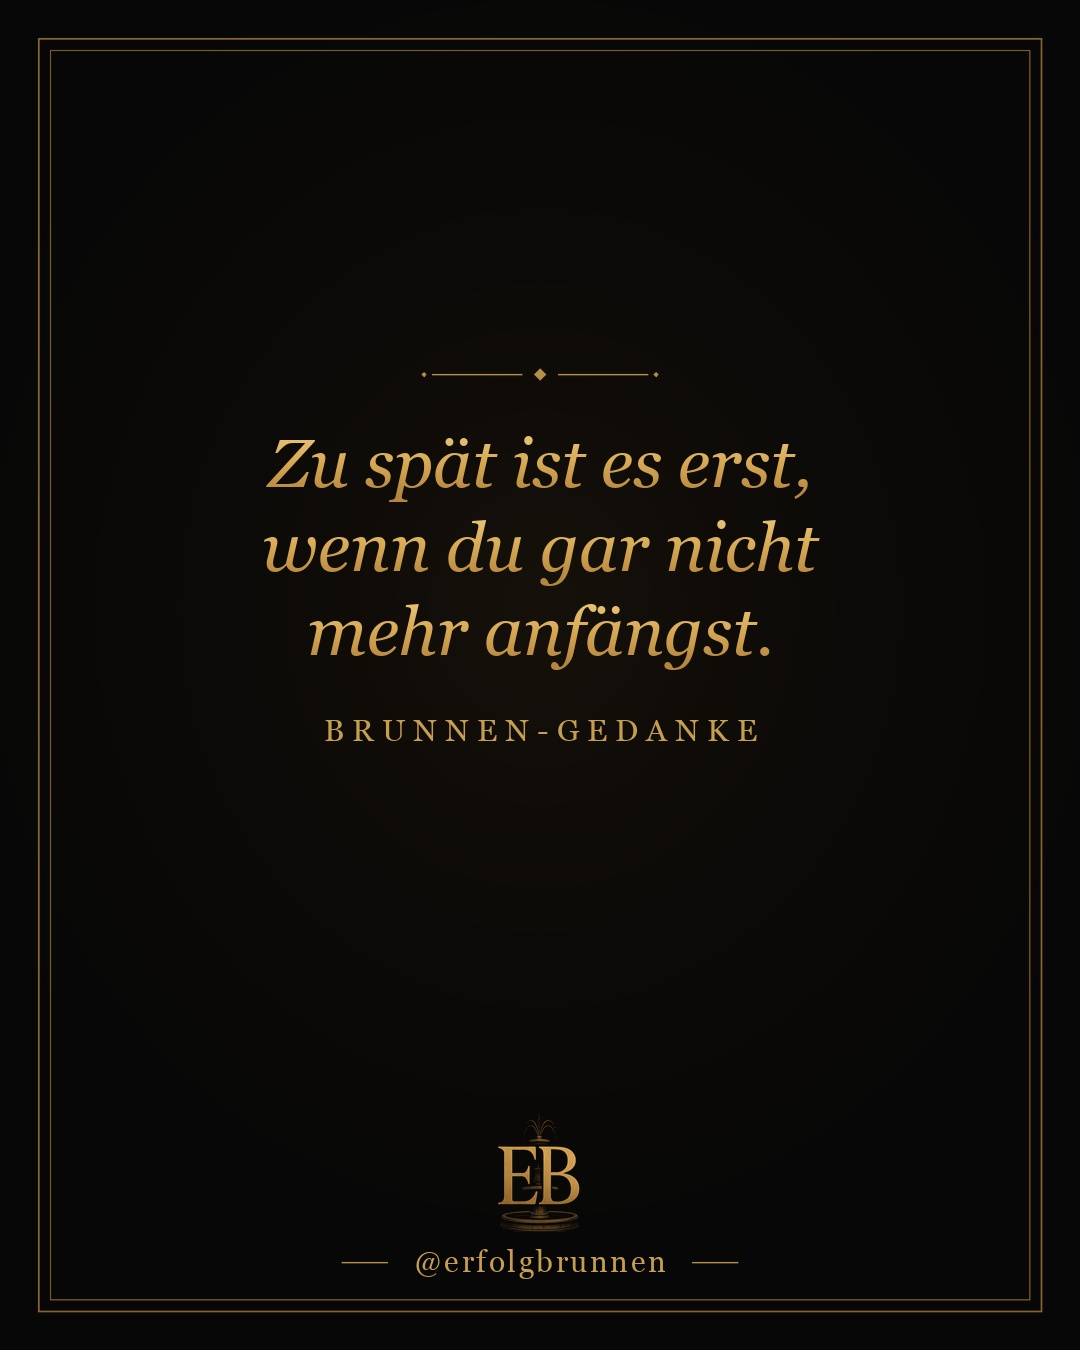 Zu spät ist es erst,
wenn du gar nicht
mehr anfängst.
BRUNNEN-GEDANKE
EB
@erfolgbrunnen